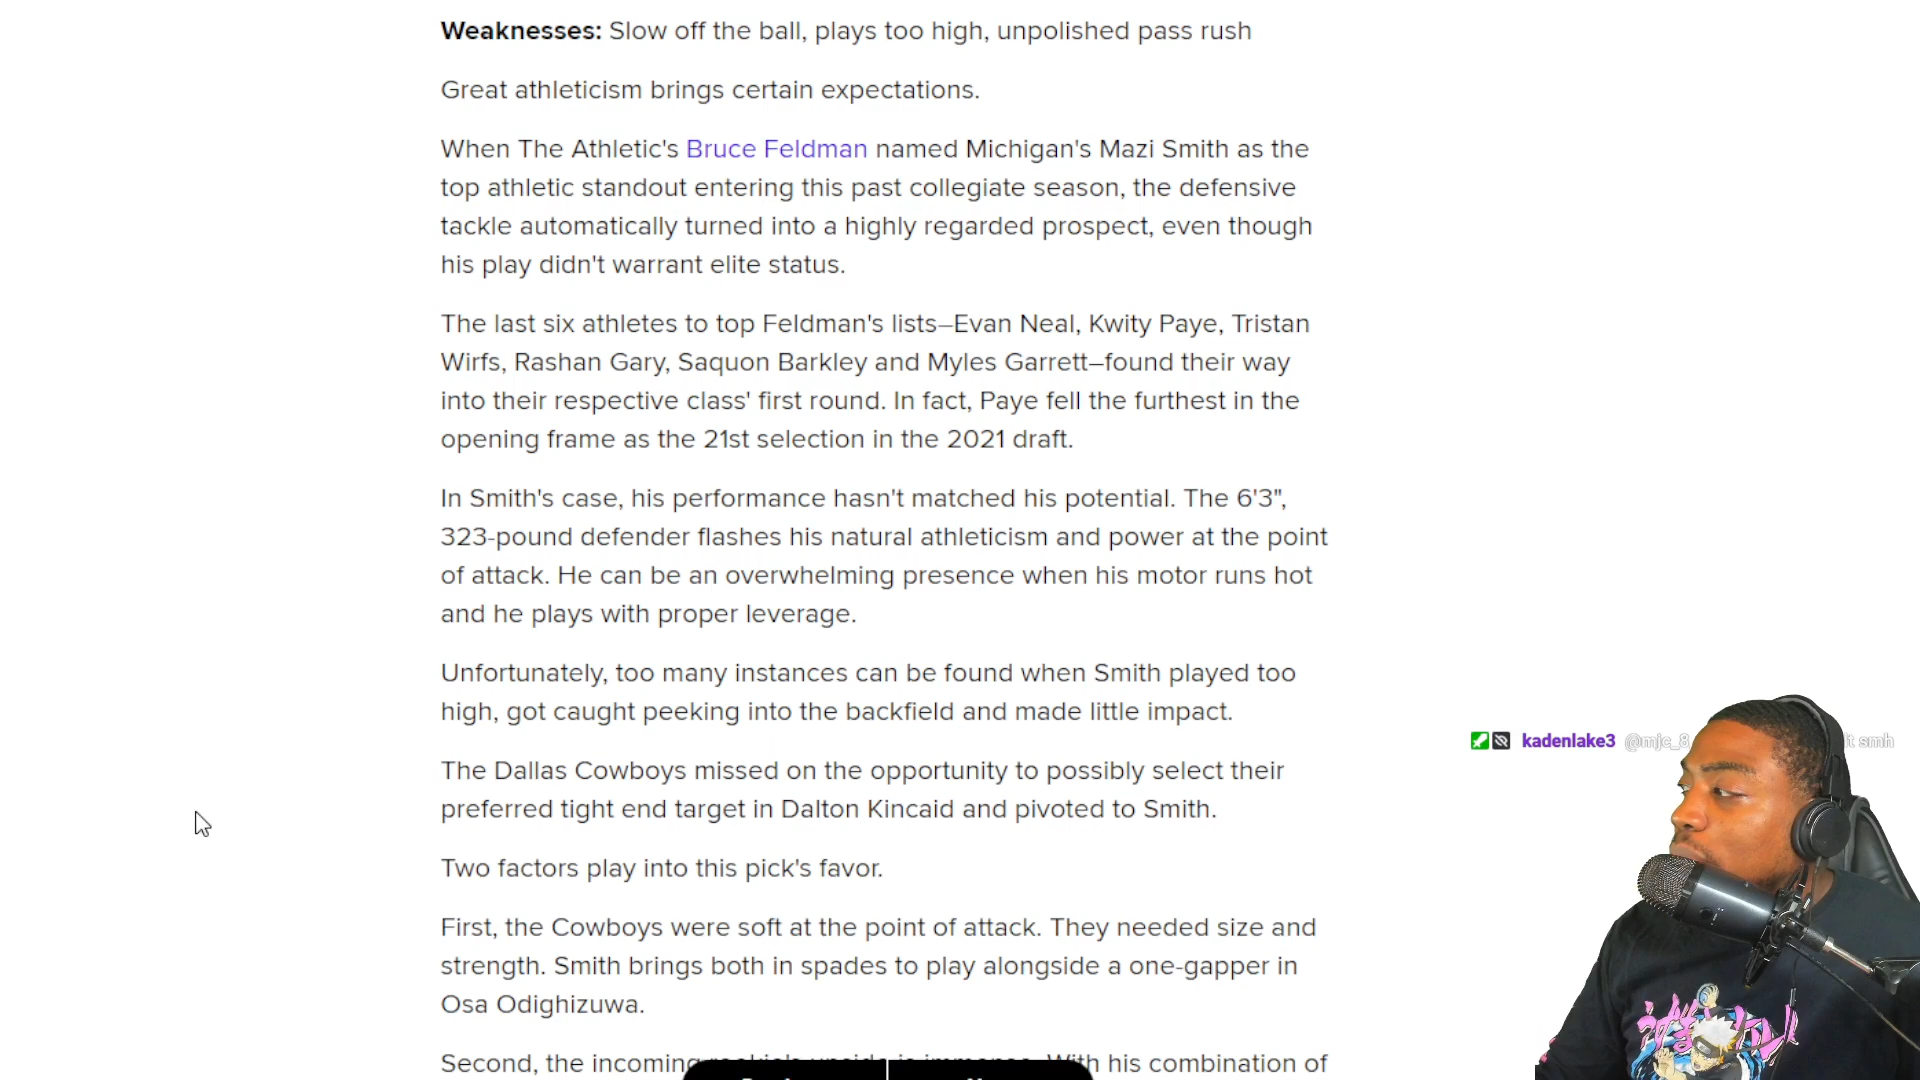 Weaknesses: Slow off the ball, plays too high, unpolished pass rush
Great athleticism brings certain expectations.
When The Athletic's Bruce Feldman named Michigan's Mazi Smith as the
top athletic standout entering this past collegiate season, the defensive
tackle automatically turned into a highly regarded prospect, even though
his play didn't warrant elite status.
The last six athletes to top Feldman's lists—Evan Neal, Kwity Paye, Tristan
Wirfs, Rashan Gary, Saquon Barkley and Myles Garrett—found their way
into their respective class' first round. In fact, Paye fell the furthest in the
opening frame as the 21st selection in the 2021 draft.
In Smith's case, his performance hasn't matched his potential. The 6'3",
323-pound defender flashes his natural athleticism and power at the point
of attack. He can be an overwhelming presence when his motor runs hot
and he plays with proper leverage.
Unfortunately, too many instances can be found when Smith played too
high, got caught peeking into the backfield and made little impact.
kadenlake3 @mjc_8 t smh
The Dallas Cowboys missed on the opportunity to possibly select their
preferred tight end target in Dalton Kincaid and pivoted to Smith.
Two factors play into this pick's favor.
First, the Cowboys were soft at the point of attack. They needed size and
strength. Smith brings both in spades to play alongside a one-gapper in
Osa Odighizuwa.
Second, the incoming With his combination of